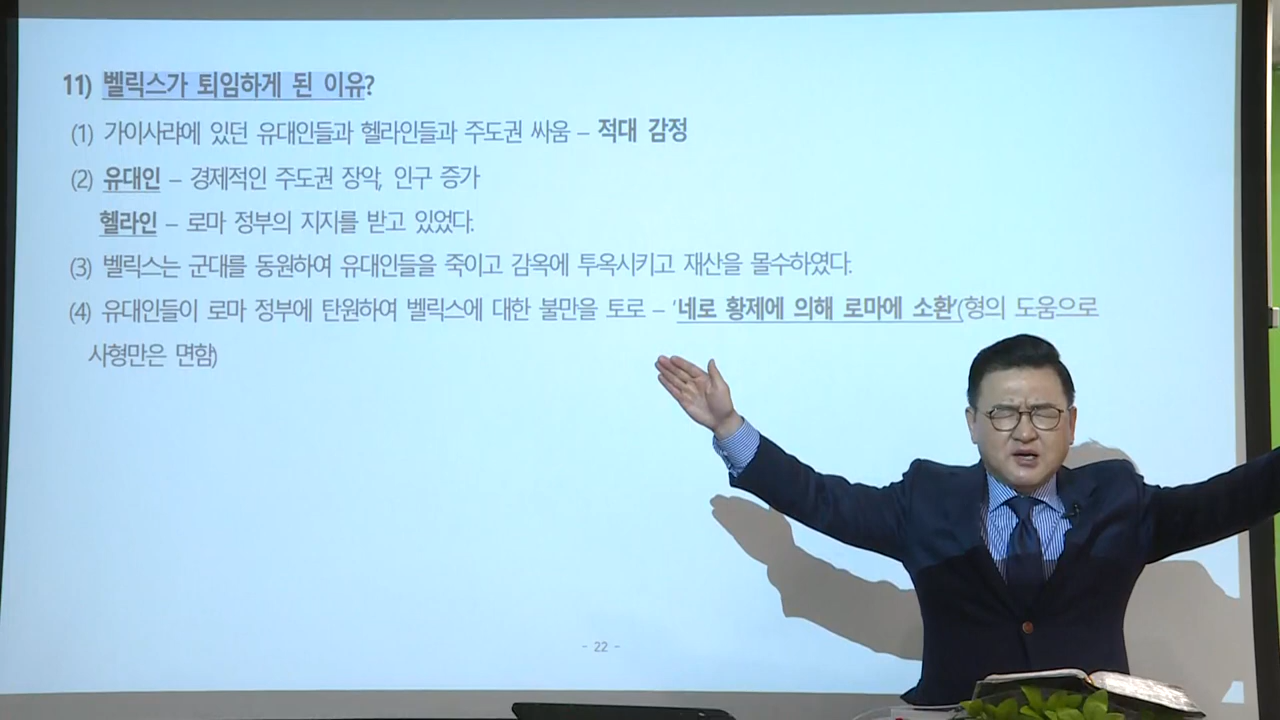 11) 벨릭스가 퇴임하게 된 이유?
(1) 가이사랴에 있던 유대인들과 헬라인들과 주도권 싸움 – 적대 감정
(2) 유대인 – 경제적인 주도권 장악, 인구 증가
헬라인 – 로마 정부의 지지를 받고 있었다.
(3) 벨릭스는 군대를 동원하여 유대인들을 죽이고 감옥에 투옥시키고 재산을 몰수하였다.
(4) 유대인들이 로마 정부에 탄원하여 벨릭스에 대한 불만을 토로 – ‘네로 황제에 의해 로마에 소환’(형의 도움으로
사형만은 면함)
- 22 -